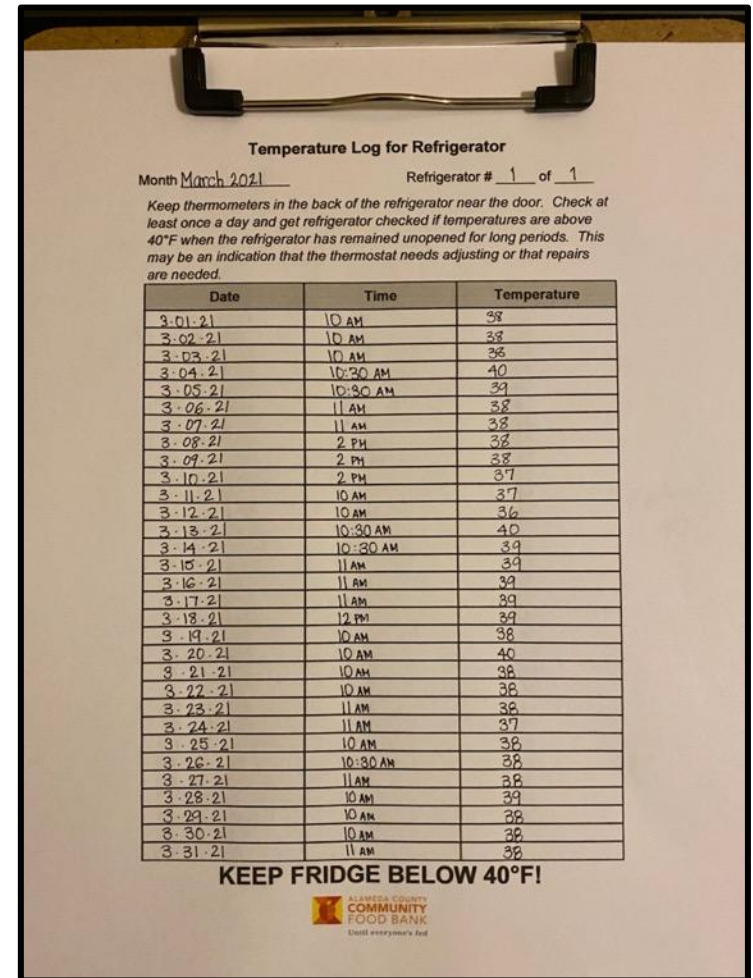 Temperature Log for Refrigerator
Month March 2021 Refrigerator # 1 of 1
Keep thermometers in the back of the refrigerator near the door. Check at
least once a day and get refrigerator checked if temperatures are above
40°F when the refrigerator has remained unopened for long periods. This
may be an indication that the thermostat needs adjusting or that repairs
are needed.
Date Time Temperature
3.01.21 10 AM 38
3.02.21 10 AM 38
3.03.21 10 AM 38
3.04.21 10:30 AM 40
3.05.21 10:30 AM 39
3.06.21 11 AM 38
3.07.21 11 AM 38
3.08.21 2 PM 38
3.09.21 2 PM 38
3.10.21 2 PM 37
3.11.21 10 AM 37
3.12.21 10 AM 36
3.13.21 10:30 AM 40
3.14.21 10:30 AM 39
3.15.21 11 AM 39
3.16.21 11 AM 39
3.17.21 11 AM 39
3.18.21 12 PM 39
3.19.21 10 AM 38
3.20.21 10 AM 40
3.21.21 10 AM 38
3.22.21 10 AM 38
3.23.21 11 AM 38
3.24.21 11 AM 37
3.25.21 10 AM 38
3.26.21 10:30 AM 38
3.27.21 11 AM 38
3.28.21 10 AM 39
3.29.21 10 AM 38
3.30.21 10 AM 38
3.31.21 11 AM 38
KEEP FRIDGE BELOW 40°F!
ALAMEDA COUNTY
COMMUNITY
FOOD BANK
Until everyone's fed